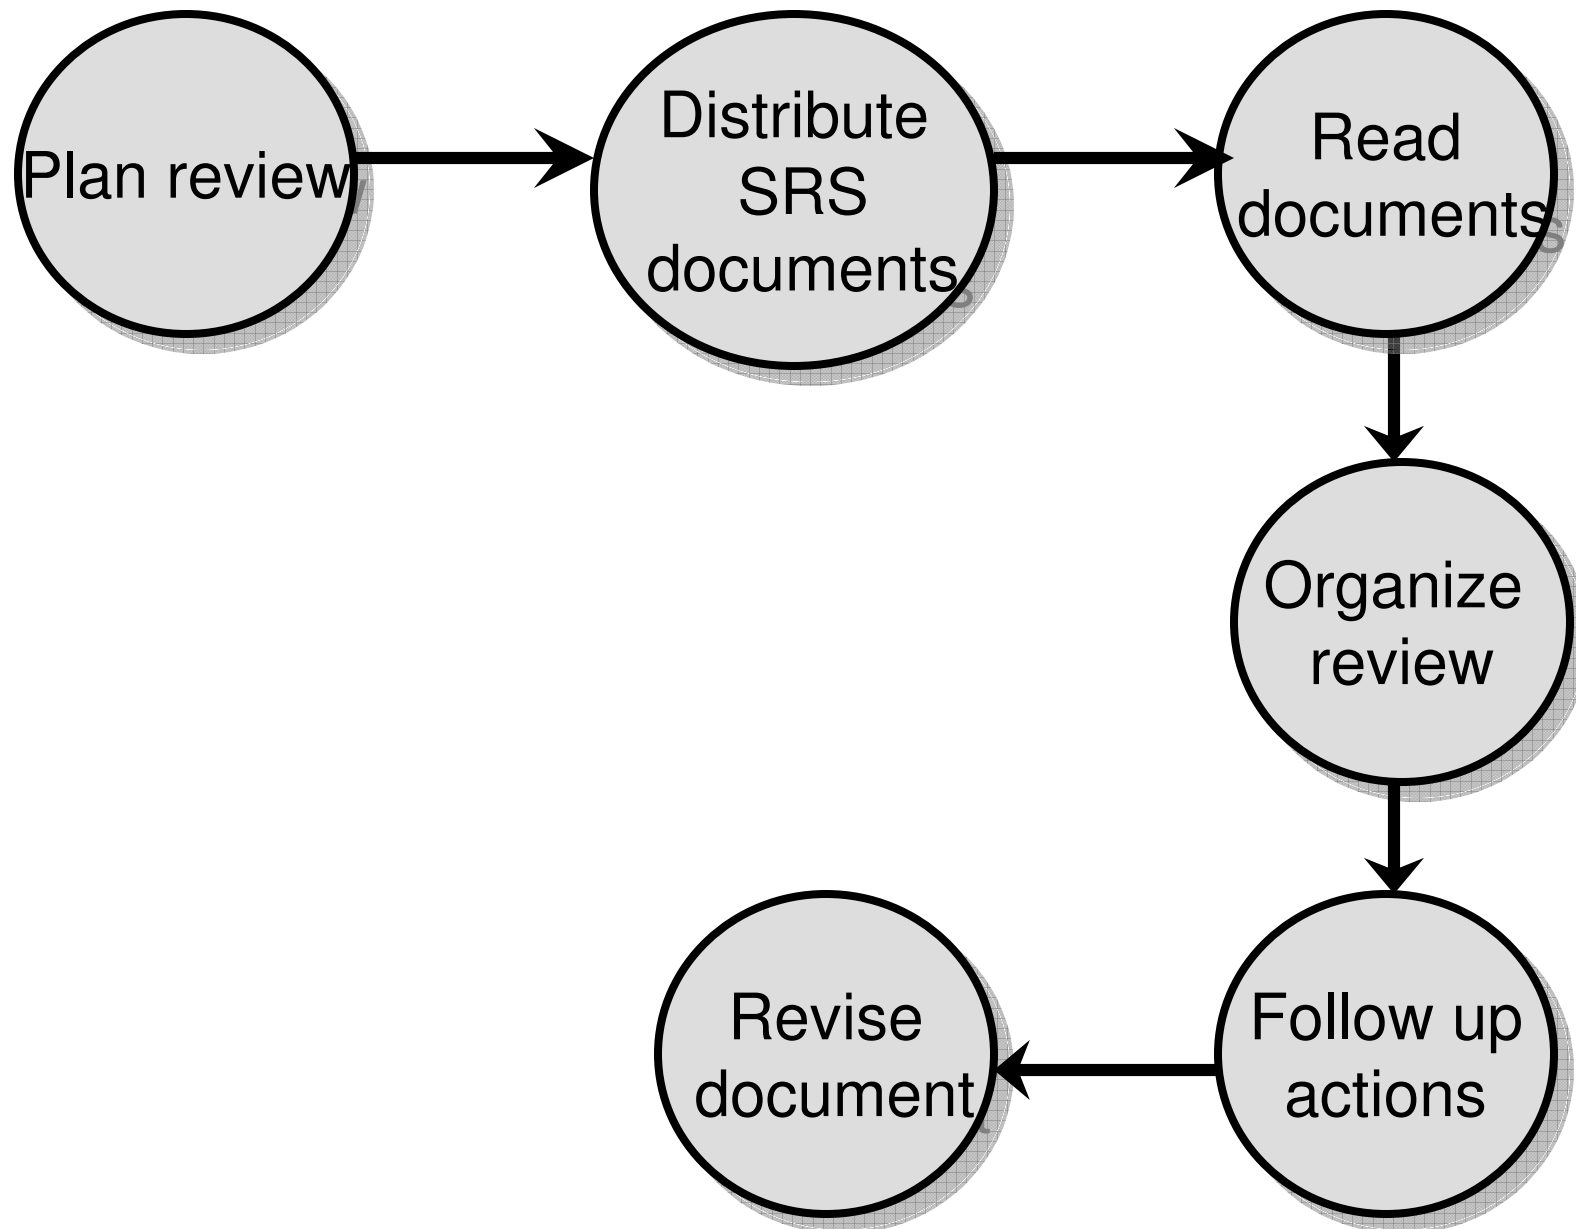 Plan review
Distribute
SRS
documents
Read
documents
Organize
review
Follow up
actions
Revise
document